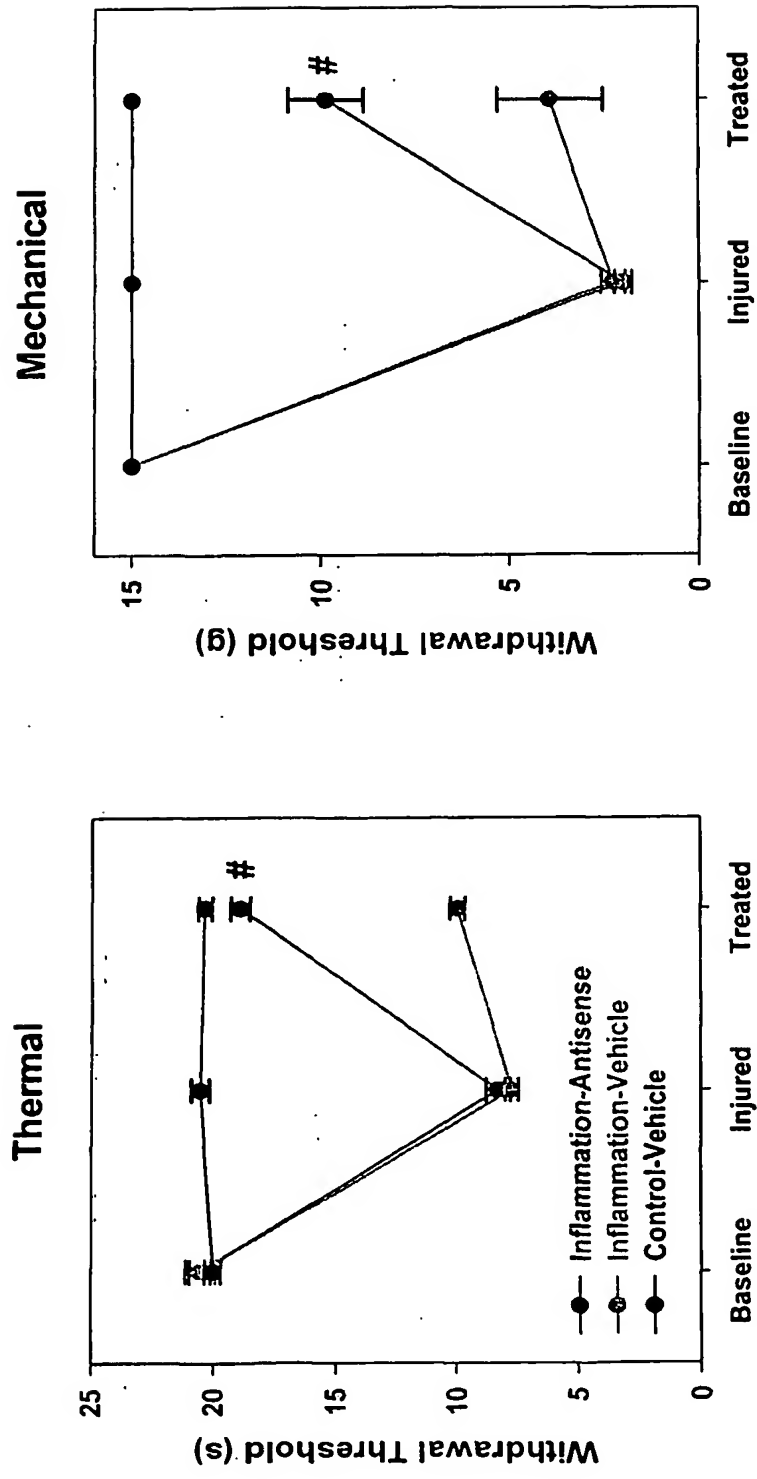 Thermal
Withdrawal Threshold (s)
25
20
15
10
5
0
#
Inflammation-Antisense
Inflammation-Vehicle
Control-Vehicle
Baseline Injured Treated
Mechanical
Withdrawal Threshold (g)
15
10
5
0
#
Baseline Injured Treated